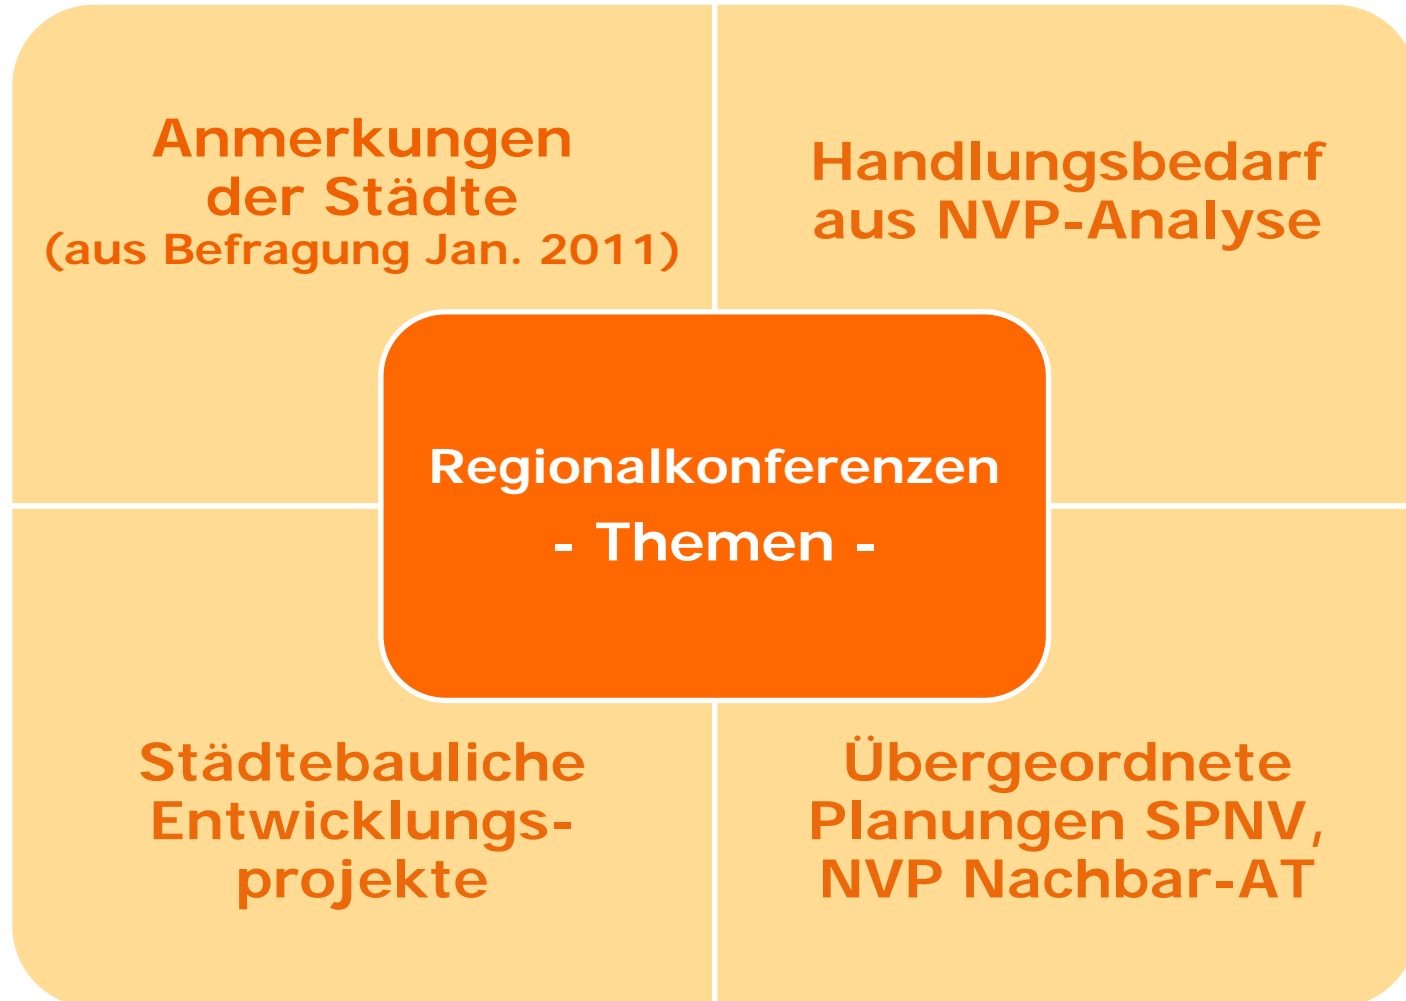 Anmerkungen
der Städte
(aus Befragung Jan. 2011)
Handlungsbedarf
aus NVP-Analyse
Regionalkonferenzen
- Themen -
Städtebauliche
Entwicklungs-
projekte
Übergeordnete
Planungen SPNV,
NVP Nachbar-AT